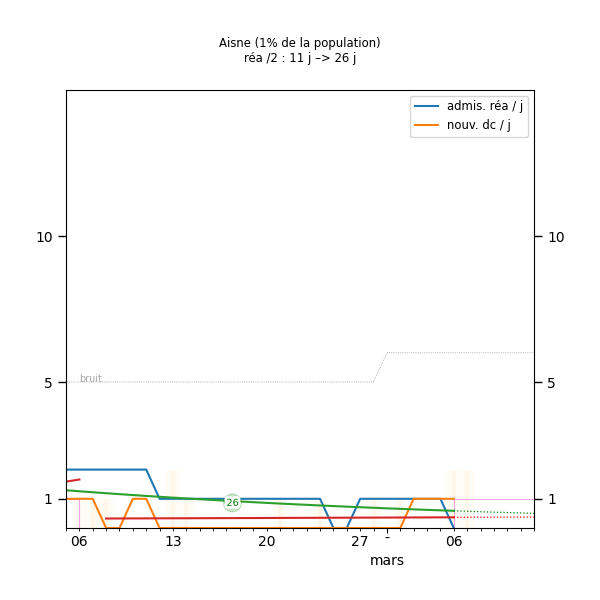 Aisne (1% de la population)
réa /2 : 11 j –> 26 j
admis. réa / j
nouv. dc / j
10 10
bruit
5 5
26
1 1
06 13 20 27 - 06
mars